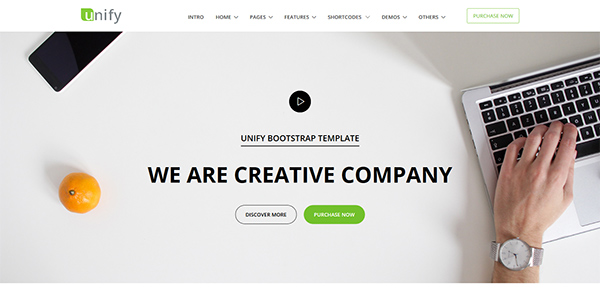 unify
INTRO HOME PAGES FEATURES SHORTCODES DEMOS OTHERS PURCHASE NOW
UNIFY BOOTSTRAP TEMPLATE
WE ARE CREATIVE COMPANY
DISCOVER MORE PURCHASE NOW